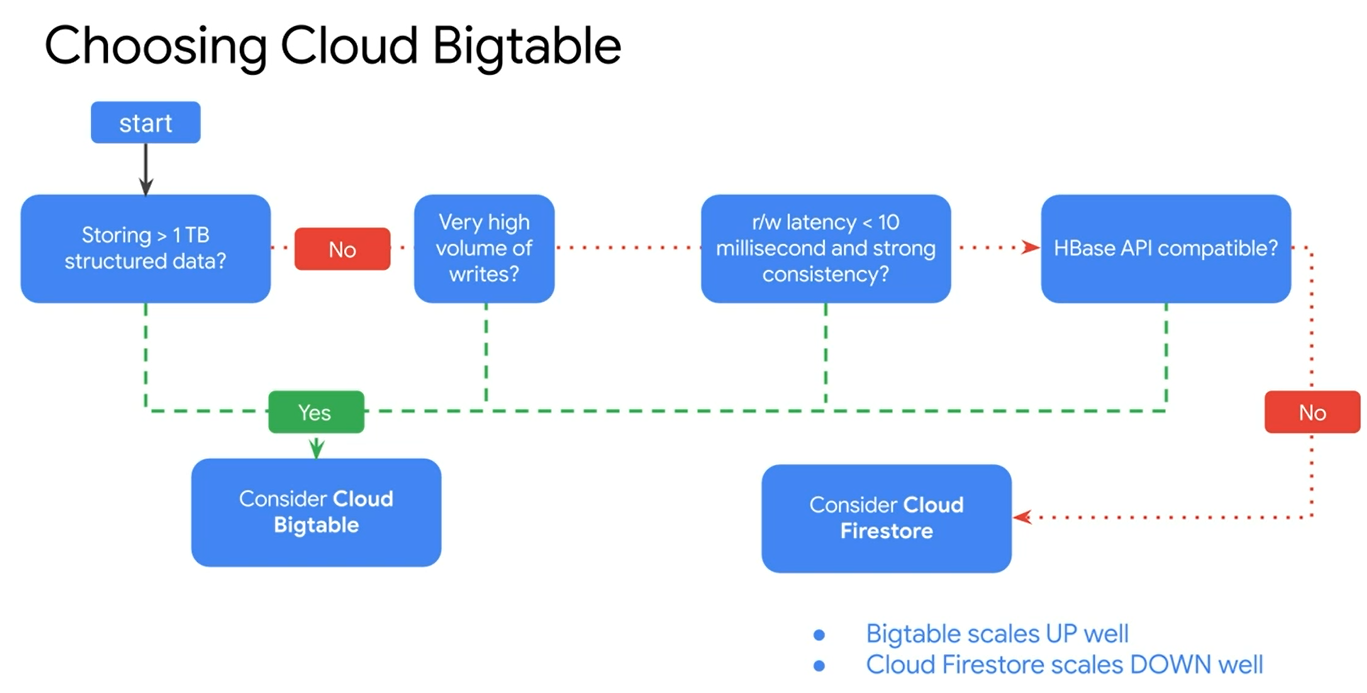 Choosing Cloud Bigtable
start
Storing > 1 TB
structured data?
No
Very high
volume of
writes?
r/w latency < 10
millisecond and strong
consistency?
HBase API compatible?
Yes
No
Consider Cloud
Bigtable
Consider Cloud
Firestore
● Bigtable scales UP well
● Cloud Firestore scales DOWN well